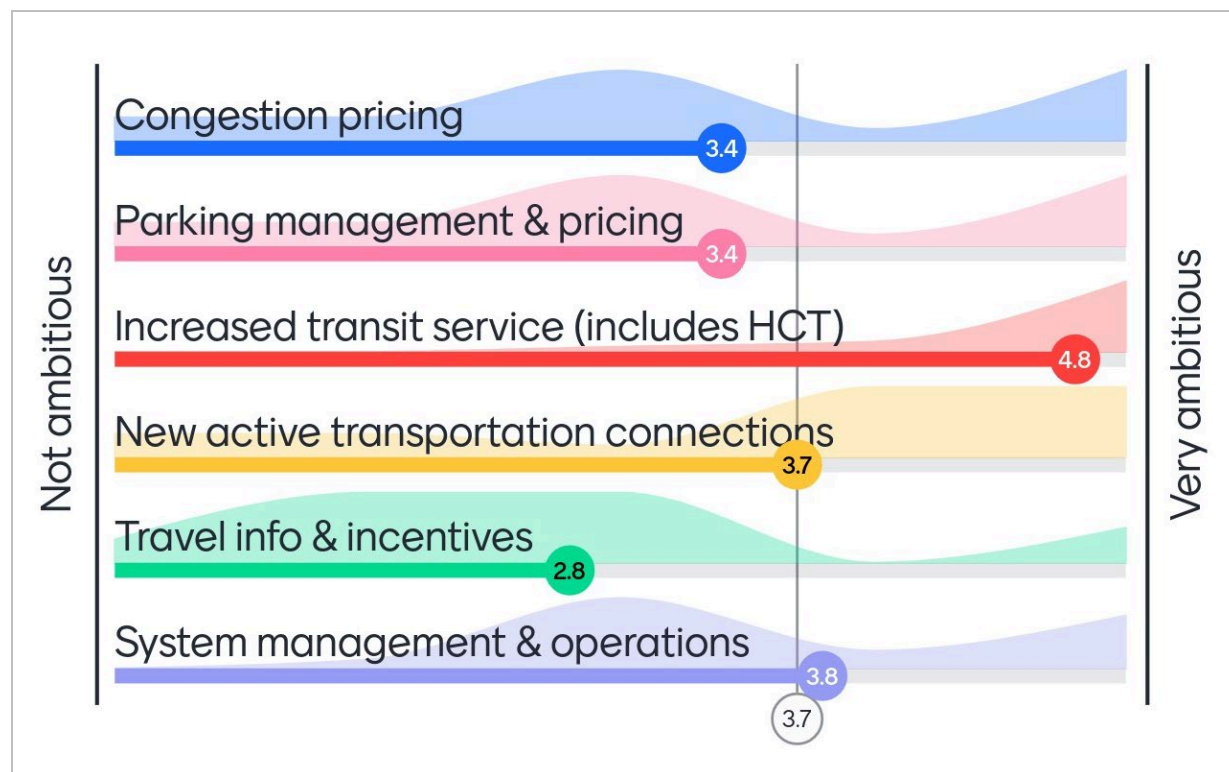 Not ambitious
Congestion pricing
3.4
Parking management & pricing
3.4
Increased transit service (includes HCT)
4.8
New active transportation connections
3.7
Travel info & incentives
2.8
System management & operations
3.8
3.7
Very ambitious